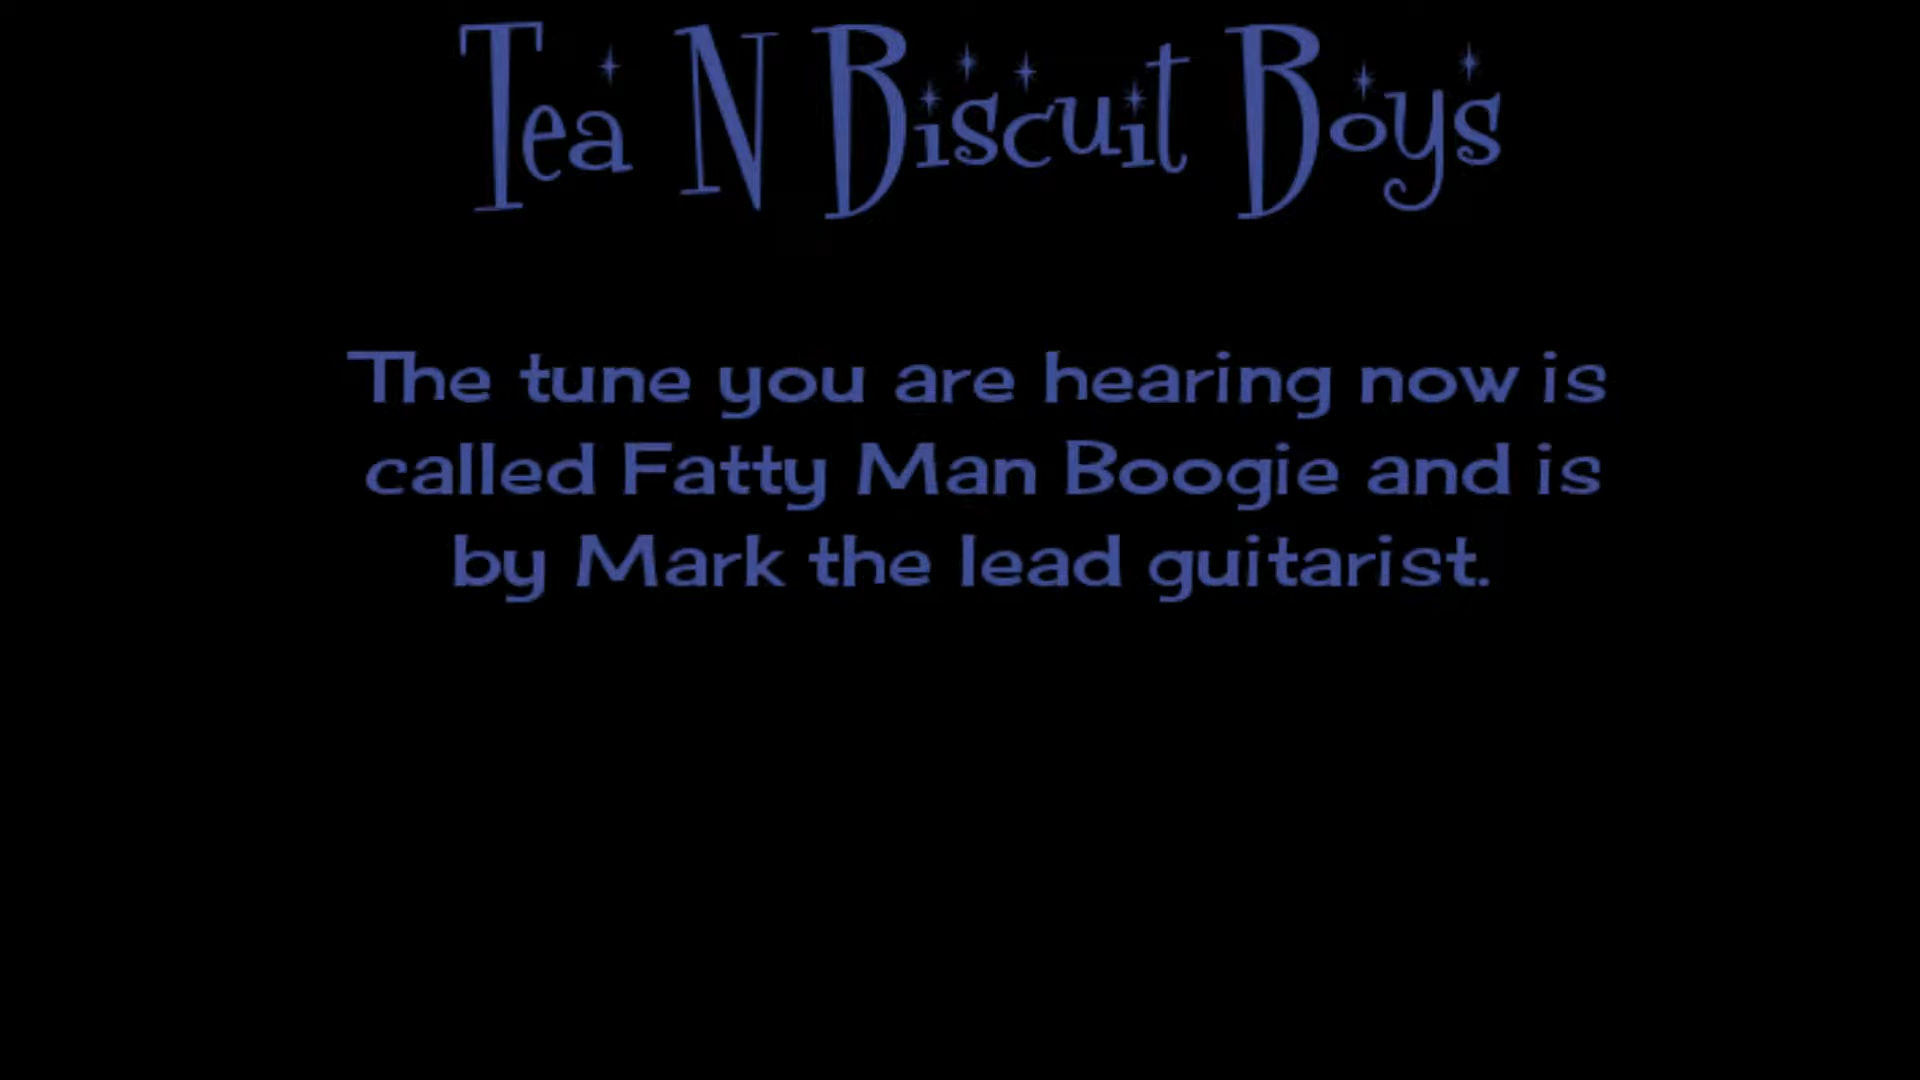 Tea N Biscuit Boys
The tune you are hearing now is
called Fatty Man Boogie and is
by Mark the lead guitarist.